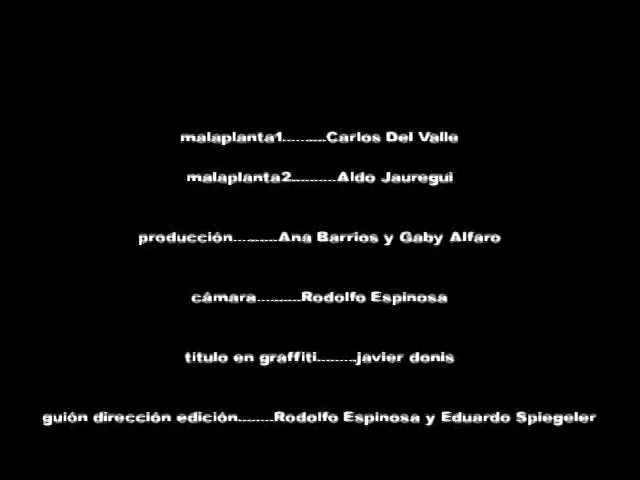 malaplanta1..........Carlos Del Valle
malaplanta2..........Aldo Jauregui
producción..........Ana Barrios y Gaby Alfaro
cámara..........Rodolfo Espinosa
titulo en graffiti.........javier donis
guión dirección edición........Rodolfo Espinosa y Eduardo Spiegeler